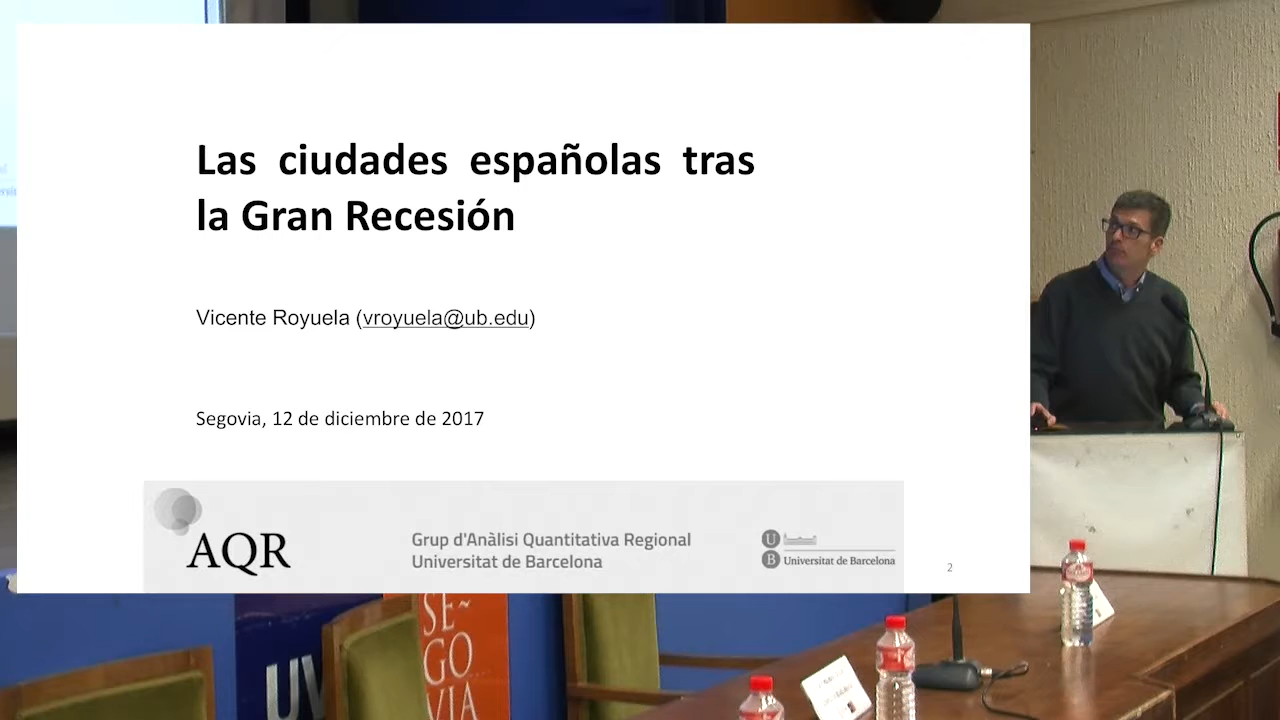 Las ciudades españolas tras
la Gran Recesión
Vicente Royuela (vroyuela@ub.edu)
Segovia, 12 de diciembre de 2017
AQR
Grup d'Anàlisi Quantitativa Regional
Universitat de Barcelona
U
B Universitat de Barcelona
2
SE~
GO
VIA
UV